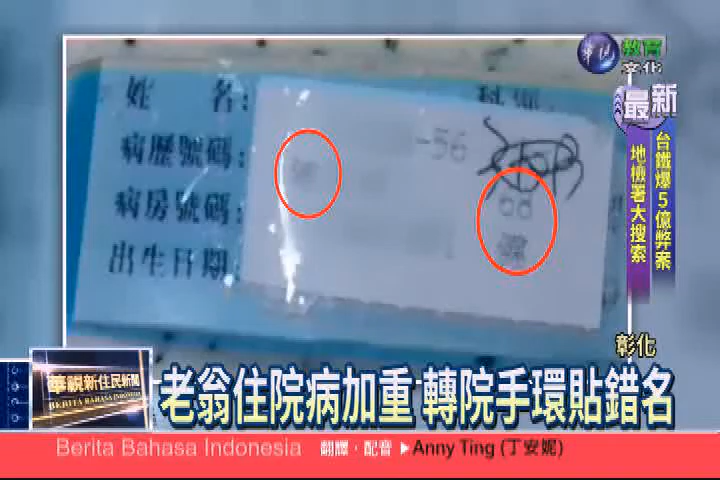 華視
教育
文化
最新
台鐵爆5億弊案
地檢署大搜索
姓 名:
病歷號碼:
-56
病房號碼:
68
出生日期:
彰化
老翁住院病加重 轉院手環貼錯名
華視新住民新聞
BERITA BAHASA INDONESIA
Berita Bahasa Indonesia 翻譯・配音▶Anny Ting (丁安妮)